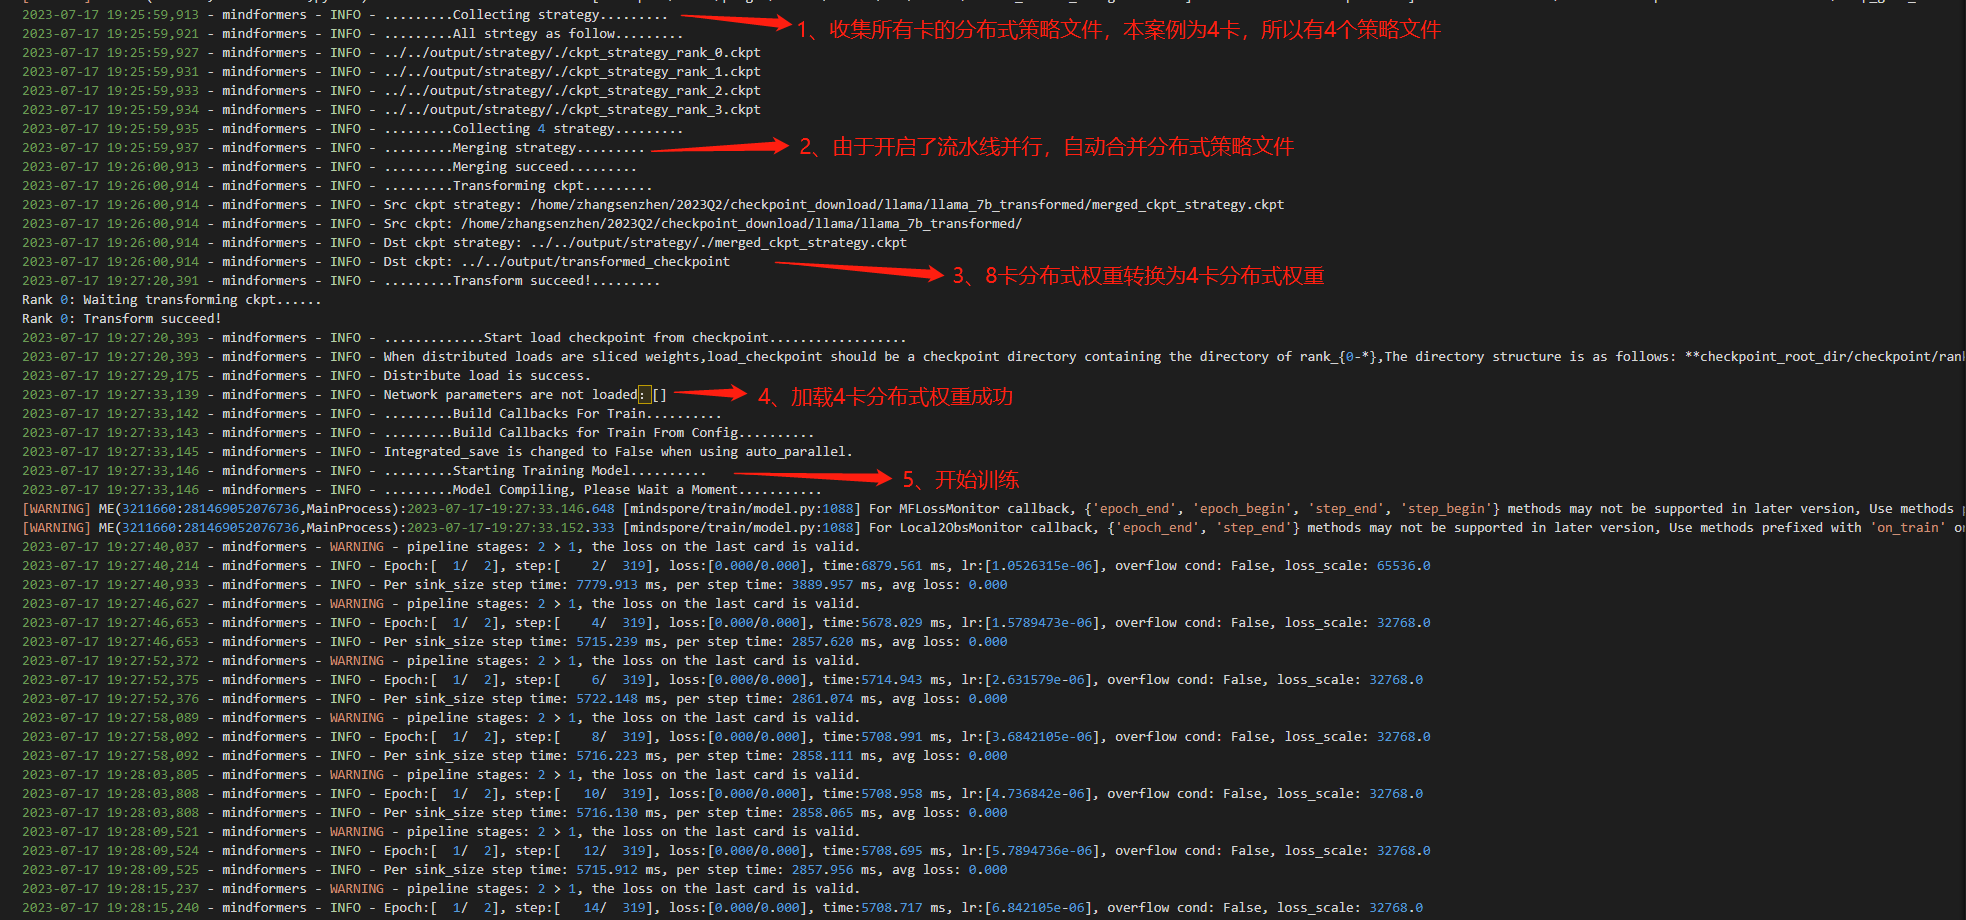 2023-07-17 19:25:59,913 - mindformers - INFO - .........Collecting strategy.........
1、收集所有卡的分布式策略文件，本案例为4卡，所以有4个策略文件
2023-07-17 19:25:59,921 - mindformers - INFO - .........All strtegy as follow.........
2023-07-17 19:25:59,927 - mindformers - INFO - ../../output/strategy/./ckpt_strategy_rank_0.ckpt
2023-07-17 19:25:59,931 - mindformers - INFO - ../../output/strategy/./ckpt_strategy_rank_1.ckpt
2023-07-17 19:25:59,933 - mindformers - INFO - ../../output/strategy/./ckpt_strategy_rank_2.ckpt
2023-07-17 19:25:59,934 - mindformers - INFO - ../../output/strategy/./ckpt_strategy_rank_3.ckpt
2023-07-17 19:25:59,935 - mindformers - INFO - .........Collecting 4 strategy.........
2023-07-17 19:25:59,937 - mindformers - INFO - .........Merging strategy.........
2、由于开启了流水线并行，自动合并分布式策略文件
2023-07-17 19:26:00,913 - mindformers - INFO - .........Merging succeed.........
2023-07-17 19:26:00,914 - mindformers - INFO - .........Transforming ckpt.........
2023-07-17 19:26:00,914 - mindformers - INFO - Src ckpt strategy: /home/zhangsenzhen/2023Q2/checkpoint_download/llama/llama_7b_transformed/merged_ckpt_strategy.ckpt
2023-07-17 19:26:00,914 - mindformers - INFO - Src ckpt: /home/zhangsenzhen/2023Q2/checkpoint_download/llama/llama_7b_transformed/
2023-07-17 19:26:00,914 - mindformers - INFO - Dst ckpt strategy: ../../output/strategy/./merged_ckpt_strategy.ckpt
2023-07-17 19:26:00,914 - mindformers - INFO - Dst ckpt: ../../output/transformed_checkpoint
3、8卡分布式权重转换为4卡分布式权重
2023-07-17 19:27:20,391 - mindformers - INFO - .........Transform succeed!.........
Rank 0: Waiting transforming ckpt......
Rank 0: Transform succeed!
2023-07-17 19:27:20,393 - mindformers - INFO - .............Start load checkpoint from checkpoint..................
2023-07-17 19:27:20,393 - mindformers - INFO - When distributed loads are sliced weights,load_checkpoint should be a checkpoint directory containing the directory of rank_{0-*},The directory structure is as follows: **checkpoint_root_dir/checkpoint/rank
2023-07-17 19:27:29,175 - mindformers - INFO - Distribute load is success.
2023-07-17 19:27:33,139 - mindformers - INFO - Network parameters are not loaded：[]
4、加载4卡分布式权重成功
2023-07-17 19:27:33,142 - mindformers - INFO - .........Build Callbacks For Train..........
2023-07-17 19:27:33,143 - mindformers - INFO - .........Build Callbacks for Train From Config..........
2023-07-17 19:27:33,145 - mindformers - INFO - Integrated_save is changed to False when using auto_parallel.
2023-07-17 19:27:33,146 - mindformers - INFO - .........Starting Training Model..........
5、开始训练
2023-07-17 19:27:33,146 - mindformers - INFO - .........Model Compiling, Please Wait a Moment...........
[WARNING] ME(3211660:281469052076736,MainProcess):2023-07-17-19:27:33.146.648 [mindspore/train/model.py:1088] For MFLossMonitor callback, {'epoch_end', 'epoch_begin', 'step_end', 'step_begin'} methods may not be supported in later version, Use methods
[WARNING] ME(3211660:281469052076736,MainProcess):2023-07-17-19:27:33.152.333 [mindspore/train/model.py:1088] For Local2ObsMonitor callback, {'epoch_end', 'step_end'} methods may not be supported in later version, Use methods prefixed with 'on_train'
2023-07-17 19:27:40,037 - mindformers - WARNING - pipeline stages: 2 > 1, the loss on the last card is valid.
2023-07-17 19:27:40,214 - mindformers - INFO - Epoch:[  1/  2], step:[    2/  319], loss:[0.000/0.000], time:6879.561 ms, lr:[1.0526315e-06], overflow cond: False, loss_scale: 65536.0
2023-07-17 19:27:40,933 - mindformers - INFO - Per sink_size step time: 7779.913 ms, per step time: 3889.957 ms, avg loss: 0.000
2023-07-17 19:27:46,627 - mindformers - WARNING - pipeline stages: 2 > 1, the loss on the last card is valid.
2023-07-17 19:27:46,653 - mindformers - INFO - Epoch:[  1/  2], step:[    4/  319], loss:[0.000/0.000], time:5678.029 ms, lr:[1.5789473e-06], overflow cond: False, loss_scale: 32768.0
2023-07-17 19:27:46,653 - mindformers - INFO - Per sink_size step time: 5715.239 ms, per step time: 2857.620 ms, avg loss: 0.000
2023-07-17 19:27:52,372 - mindformers - WARNING - pipeline stages: 2 > 1, the loss on the last card is valid.
2023-07-17 19:27:52,375 - mindformers - INFO - Epoch:[  1/  2], step:[    6/  319], loss:[0.000/0.000], time:5714.943 ms, lr:[2.631579e-06], overflow cond: False, loss_scale: 32768.0
2023-07-17 19:27:52,376 - mindformers - INFO - Per sink_size step time: 5722.148 ms, per step time: 2861.074 ms, avg loss: 0.000
2023-07-17 19:27:58,089 - mindformers - WARNING - pipeline stages: 2 > 1, the loss on the last card is valid.
2023-07-17 19:27:58,092 - mindformers - INFO - Epoch:[  1/  2], step:[    8/  319], loss:[0.000/0.000], time:5708.991 ms, lr:[3.6842105e-06], overflow cond: False, loss_scale: 32768.0
2023-07-17 19:27:58,092 - mindformers - INFO - Per sink_size step time: 5716.223 ms, per step time: 2858.111 ms, avg loss: 0.000
2023-07-17 19:28:03,805 - mindformers - WARNING - pipeline stages: 2 > 1, the loss on the last card is valid.
2023-07-17 19:28:03,808 - mindformers - INFO - Epoch:[  1/  2], step:[   10/  319], loss:[0.000/0.000], time:5708.958 ms, lr:[4.736842e-06], overflow cond: False, loss_scale: 32768.0
2023-07-17 19:28:03,808 - mindformers - INFO - Per sink_size step time: 5716.130 ms, per step time: 2858.065 ms, avg loss: 0.000
2023-07-17 19:28:09,521 - mindformers - WARNING - pipeline stages: 2 > 1, the loss on the last card is valid.
2023-07-17 19:28:09,524 - mindformers - INFO - Epoch:[  1/  2], step:[   12/  319], loss:[0.000/0.000], time:5708.695 ms, lr:[5.7894736e-06], overflow cond: False, loss_scale: 32768.0
2023-07-17 19:28:09,525 - mindformers - INFO - Per sink_size step time: 5715.912 ms, per step time: 2857.956 ms, avg loss: 0.000
2023-07-17 19:28:15,237 - mindformers - WARNING - pipeline stages: 2 > 1, the loss on the last card is valid.
2023-07-17 19:28:15,240 - mindformers - INFO - Epoch:[  1/  2], step:[   14/  319], loss:[0.000/0.000], time:5708.717 ms, lr:[6.842105e-06], overflow cond: False, loss_scale: 32768.0